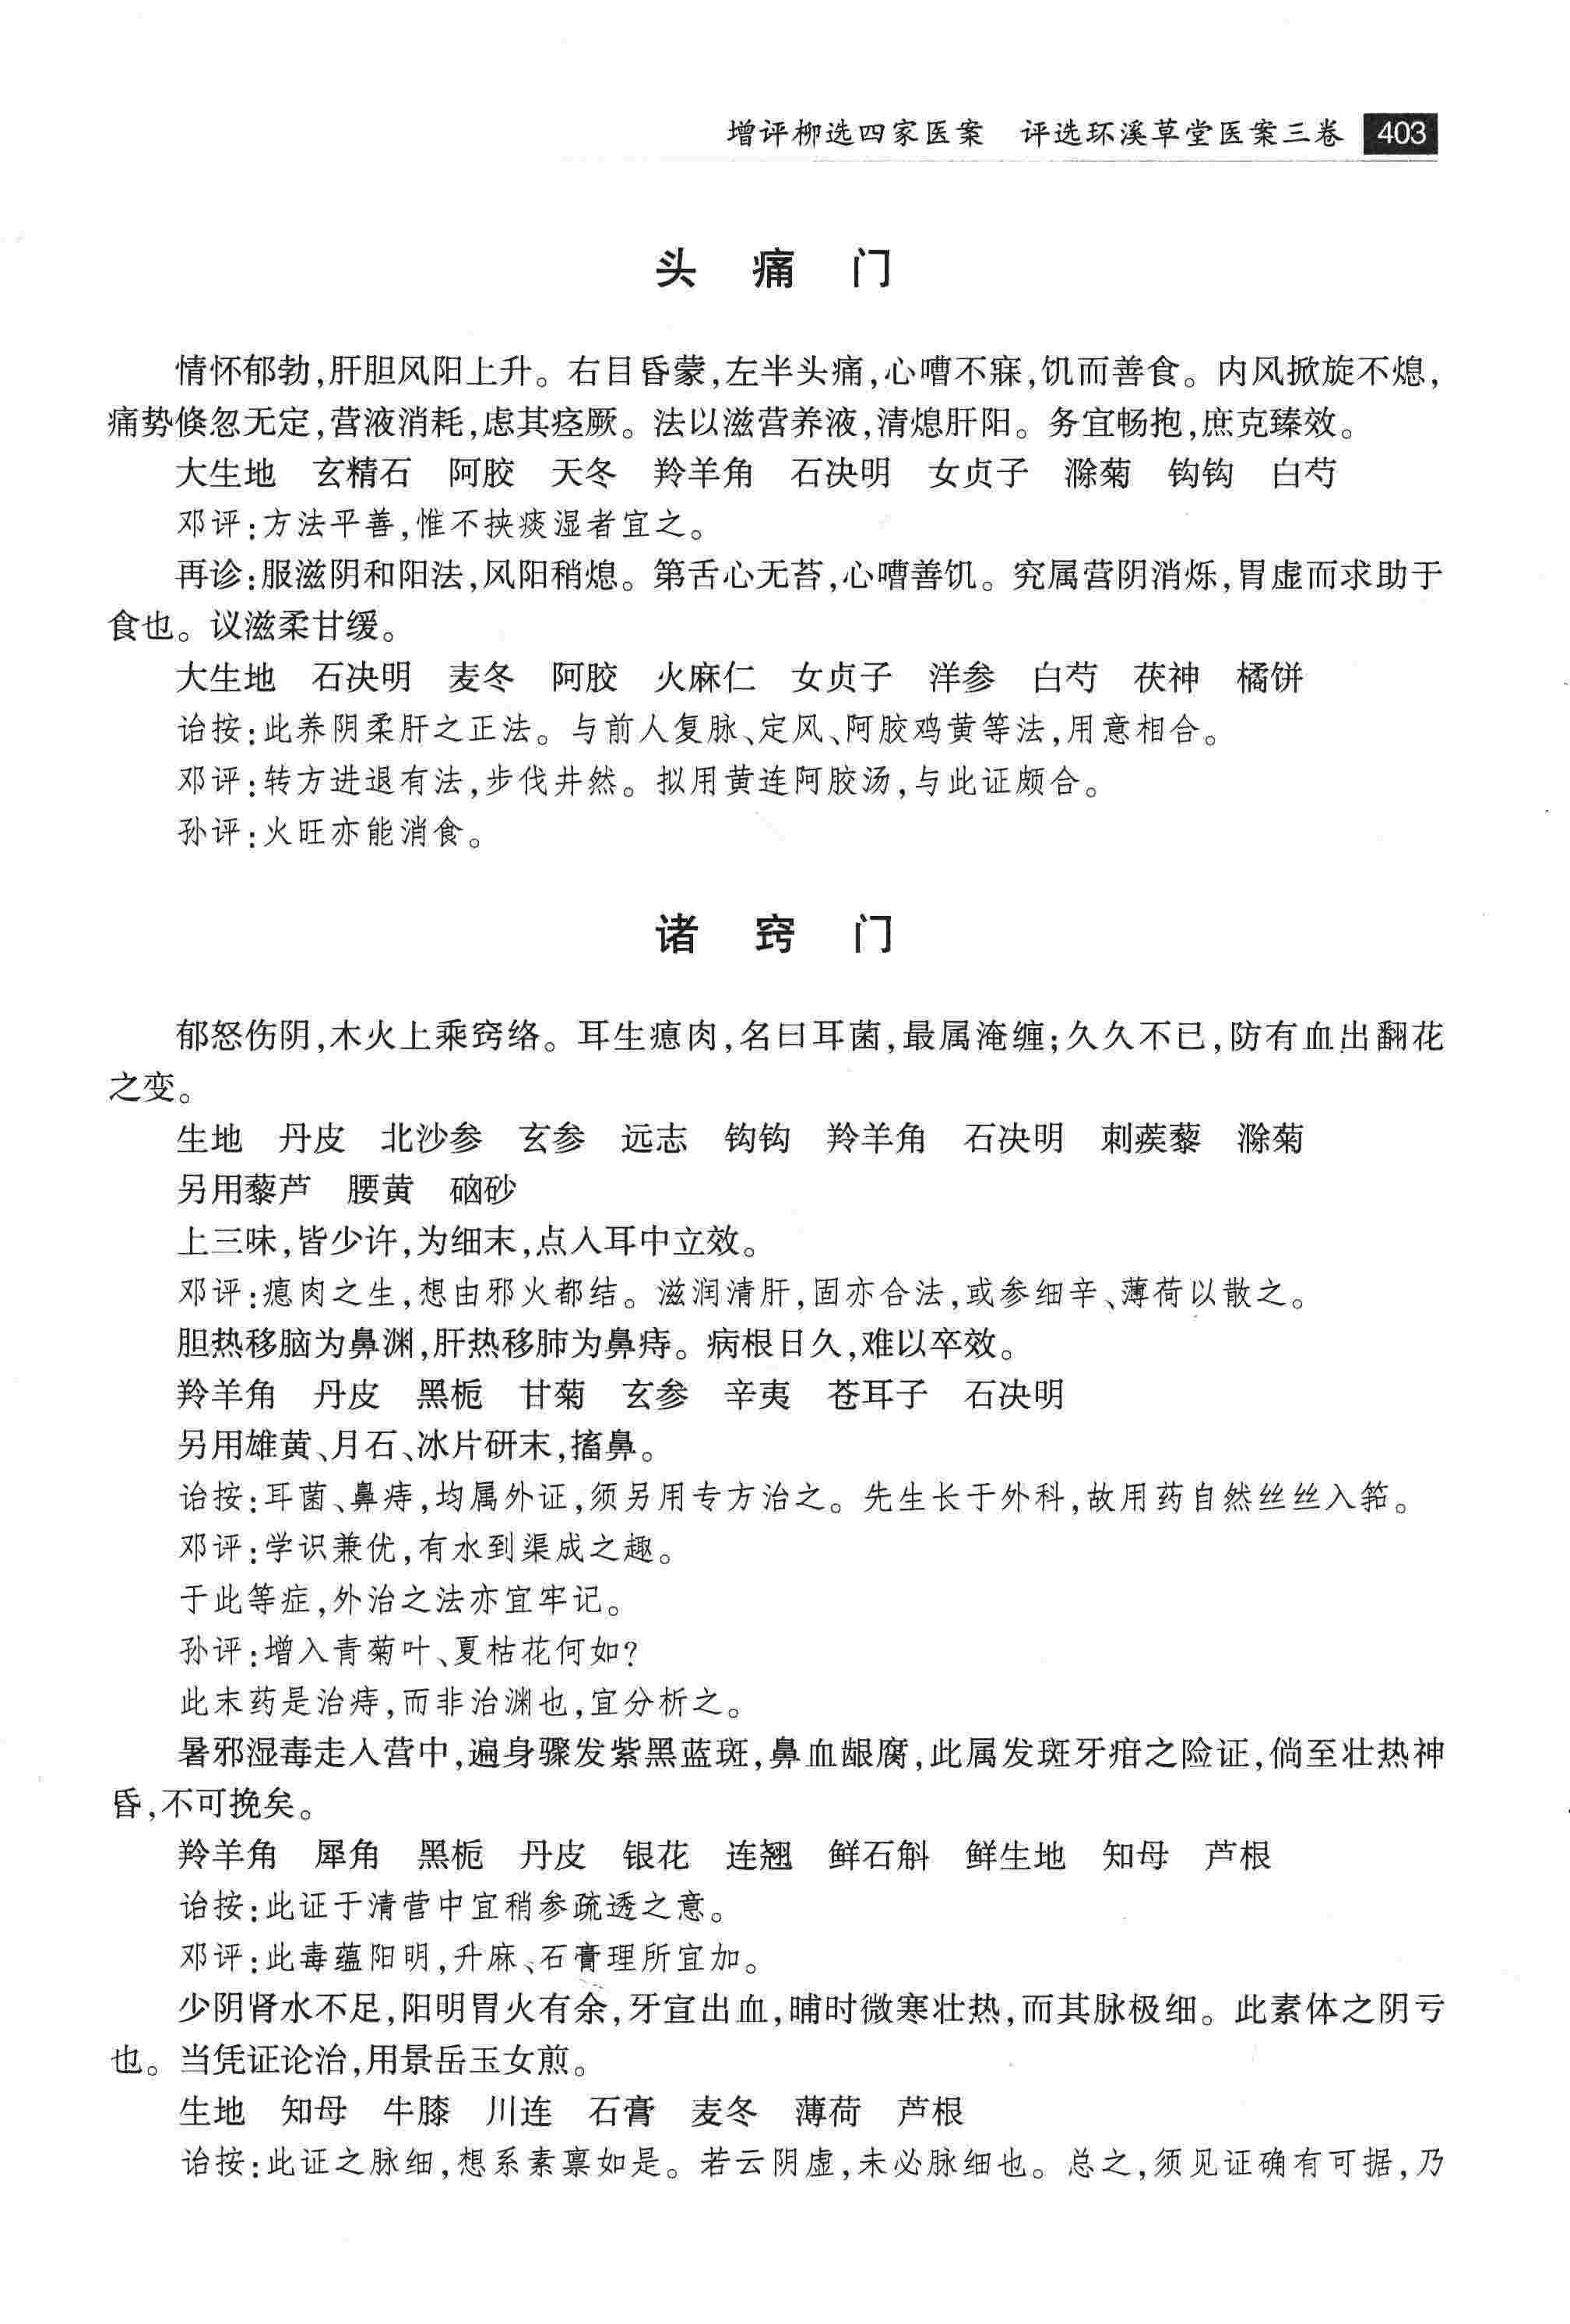 增评柳选四家医案　评选环溪草堂医案三卷 403
头　痛　门
情怀郁勃,肝胆风阳上升。右目昏蒙,左半头痛,心嘈不寐,饥而善食。内风掀旋不熄,
痛势倏忽无定,营液消耗,虑其痉厥。法以滋营养液,清熄肝阳。务宜畅抱,庶克臻效。
大生地　玄精石　阿胶　天冬　羚羊角　石决明　女贞子　滁菊　钩钩　白芍
邓评:方法平善,惟不挟痰湿者宜之。
再诊:服滋阴和阳法,风阳稍熄。第舌心无苔,心嘈善饥。究属营阴消烁,胃虚而求助于
食也。议滋柔甘缓。
大生地　石决明　麦冬　阿胶　火麻仁　女贞子　洋参　白芍　茯神　橘饼
诒按:此养阴柔肝之正法。与前人复脉、定风、阿胶鸡黄等法,用意相合。
邓评:转方进退有法,步伐井然。拟用黄连阿胶汤,与此证颇合。
孙评:火旺亦能消食。
诸　窍　门
郁怒伤阴,木火上乘窍络。耳生瘜肉,名曰耳菌,最属淹缠;久久不已,防有血出翻花
之变。
生地　丹皮　北沙参　玄参　远志　钩钩　羚羊角　石决明　刺蒺藜　滁菊
另用藜芦　腰黄　硇砂
上三味,皆少许,为细末,点入耳中立效。
邓评:瘜肉之生,想由邪火都结。滋润清肝,固亦合法,或参细辛、薄荷以散之。
胆热移脑为鼻渊,肝热移肺为鼻痔。病根日久,难以卒效。
羚羊角　丹皮　黑栀　甘菊　玄参　辛夷　苍耳子　石决明
另用雄黄、月石、冰片研末,搐鼻。
诒按:耳菌、鼻痔,均属外证,须另用专方治之。先生长于外科,故用药自然丝丝入筘。
邓评:学识兼优,有水到渠成之趣。
于此等症,外治之法亦宜牢记。
孙评:增入青菊叶、夏枯花何如?
此末药是治痔,而非治渊也,宜分析之。
暑邪湿毒走入营中,遍身骤发紫黑蓝斑,鼻血龈腐,此属发斑牙疳之险证,倘至壮热神
昏,不可挽矣。
羚羊角　犀角　黑栀　丹皮　银花　连翘　鲜石斛　鲜生地　知母　芦根
诒按:此证于清营中宜稍参疏透之意。
邓评:此毒蕴阳明,升麻、石膏理所宜加。
少阴肾水不足,阳明胃火有余,牙宣出血,晡时微寒壮热,而其脉极细。此素体之阴亏
也。当凭证论治,用景岳玉女煎。
生地　知母　牛膝　川连　石膏　麦冬　薄荷　芦根
诒按:此证之脉细,想系素禀如是。若云阴虚,未必脉细也。总之,须见证确有可据,乃